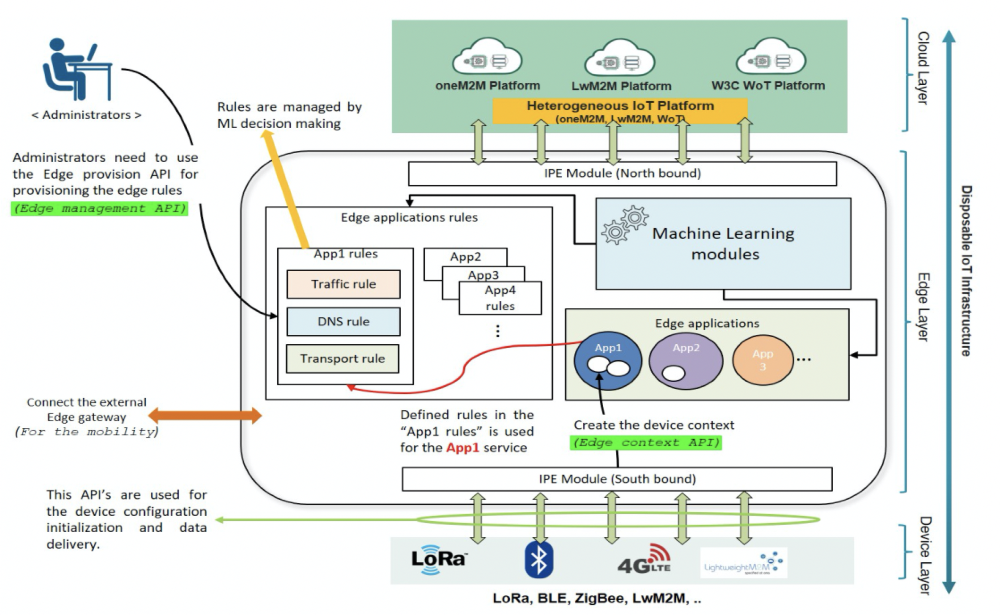 oneM2M Platform
LwM2M Platform
W3C WoT Platform
Heterogeneous IoT Platform
(oneM2M, LwM2M, WoT)
Cloud Layer
< Administrators >
Rules are managed by
ML decision making
Administrators need to use
the Edge provision API for
provisioning the edge rules
(Edge management API)
IPE Module (North bound)
Edge applications rules
App1 rules
Traffic rule
DNS rule
Transport rule
App2
App3
App4
rules
⋮
Machine Learning
modules
Edge applications
App1
App2
App
3
...
Edge Layer
Disposable IoT Infrastructure
Connect the external
Edge gateway
(For the mobility)
Defined rules in the
“App1 rules” is used
for the App1 service
Create the device context
(Edge context API)
IPE Module (South bound)
This API’s are used for
the device configuration
initialization and data
delivery.
Device Layer
LoRa™
4G LTE
LightweightM2M
LoRa, BLE, ZigBee, LwM2M, ..